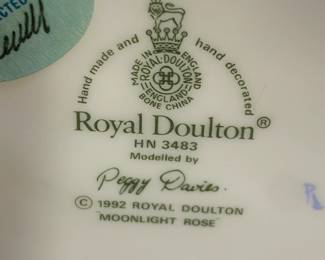 Hand made and hand decorated
MADE IN ENGLAND
ROYAL·DOULTON
ENGLAND
BONE CHINA
Royal Doulton®
HN 3483
Modelled by
Peggy Davies.
© 1992 ROYAL DOULTON
MOONLIGHT ROSE